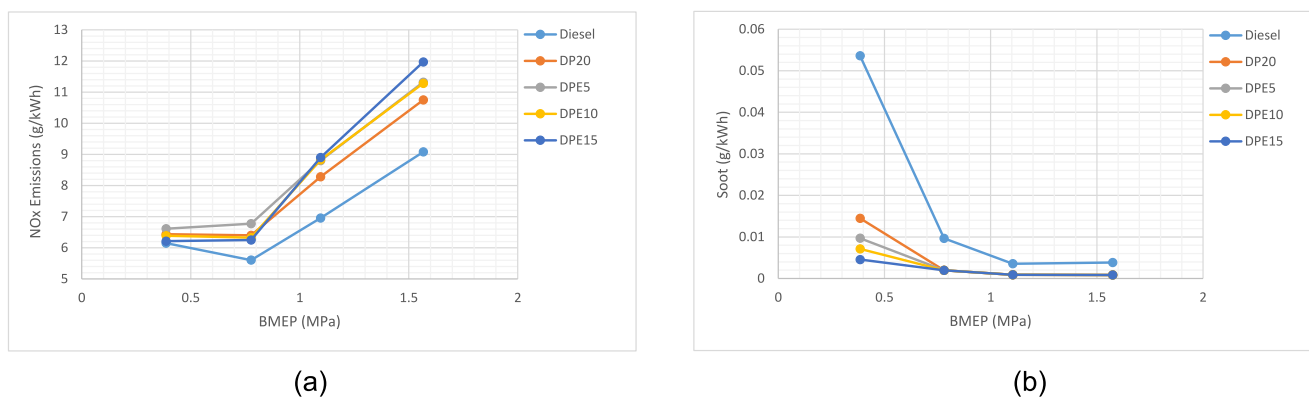 13
12
11
10
9
8
7
6
5
NOx Emissions (g/kWh)
0 0.5 1 1.5 2
BMEP (MPa)
Diesel
DP20
DPE5
DPE10
DPE15
(a)
0.06
0.05
0.04
0.03
0.02
0.01
0
Soot (g/kWh)
0 0.5 1 1.5 2
BMEP (MPa)
Diesel
DP20
DPE5
DPE10
DPE15
(b)